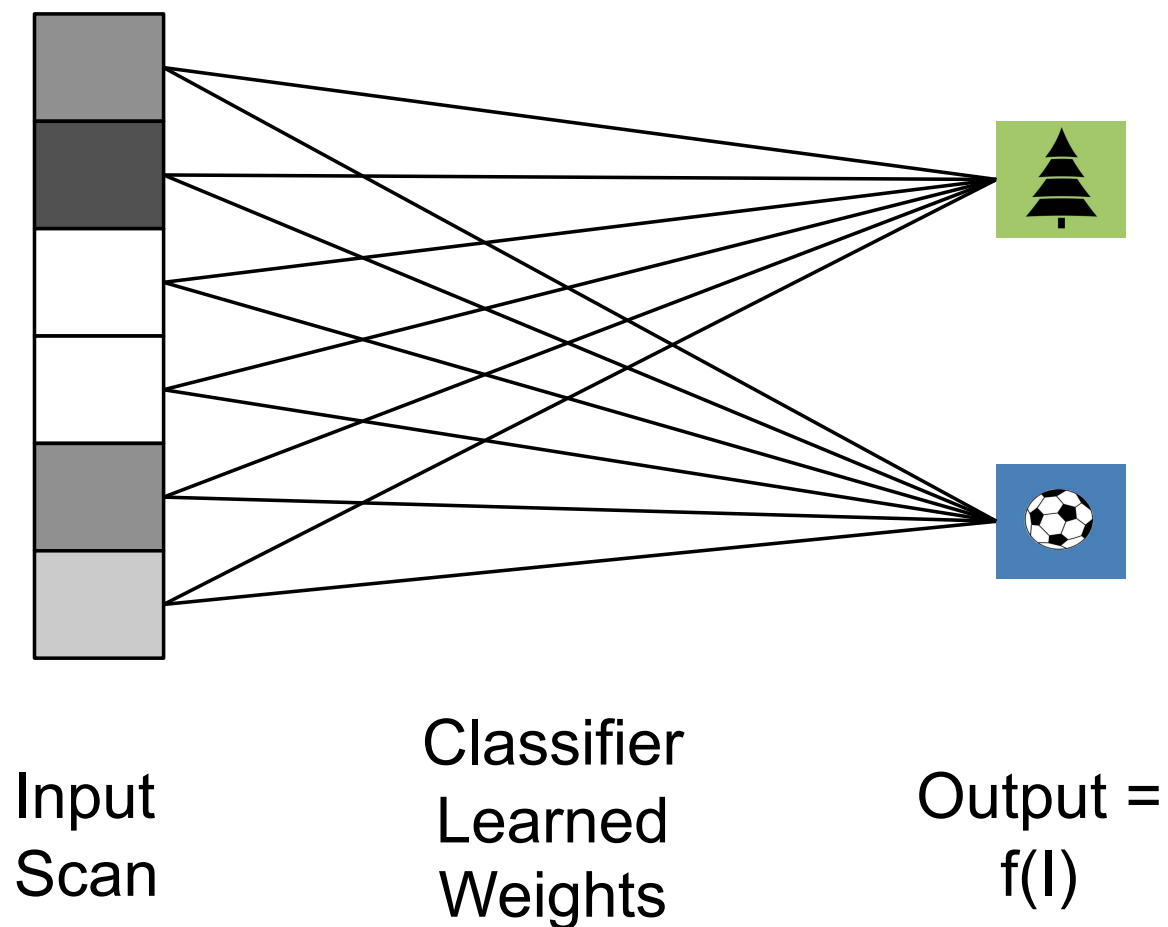 Input
Scan
Classifier
Learned
Weights
Output =
f(I)